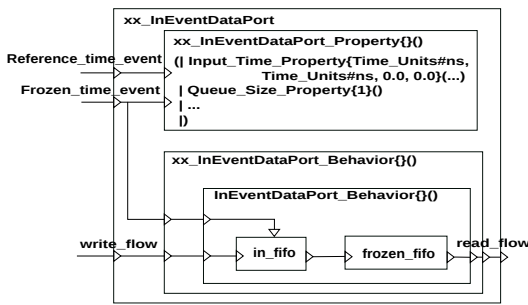 xx_InEventDataPort
xx_InEventDataPort_Property{}()
Reference_time_event
(| Input_Time_Property{Time_Units#ns,
Time_Units#ns, 0.0, 0.0}(...)
Frozen_time_event
| Queue_Size_Property{1}()
| ...
|)
xx_InEventDataPort_Behavior{}()
InEventDataPort_Behavior{}()
write_flow
in_fifo
frozen_fifo
read_flow